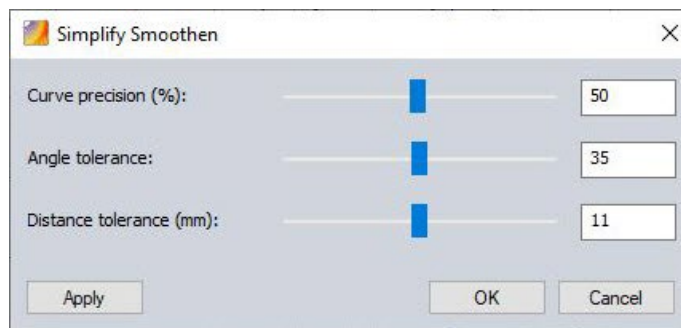 Simplify Smoothen
Curve precision (%): 50
Angle tolerance: 35
Distance tolerance (mm): 11
Apply OK Cancel